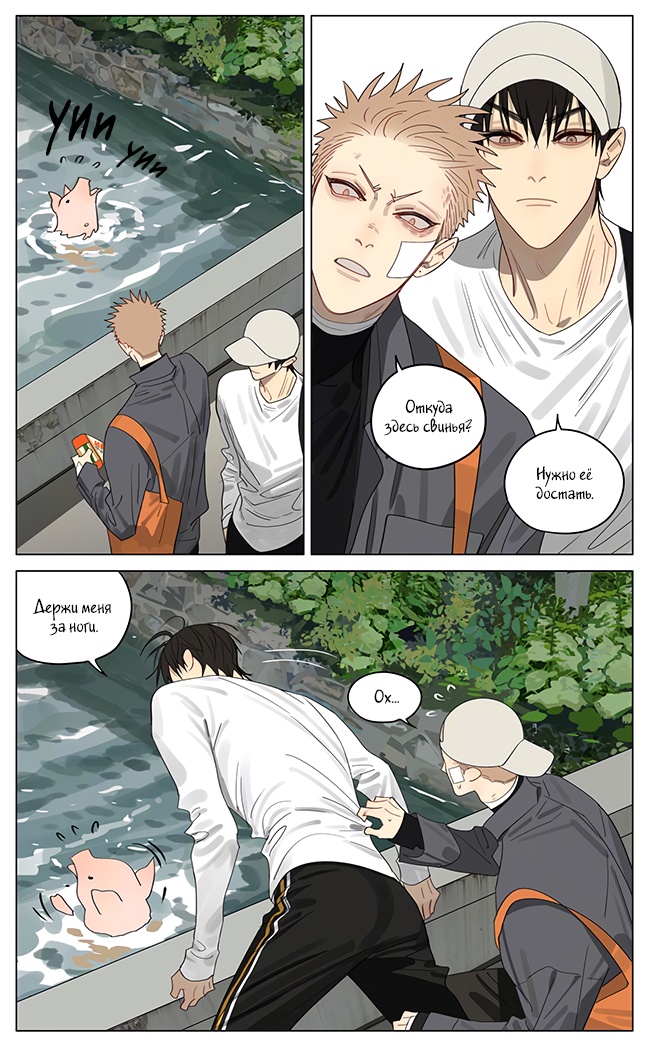 УИИ
УИИ
Откуда
здесь свинья?
Нужно её
достать.
Держи меня
за ноги.
Ох...